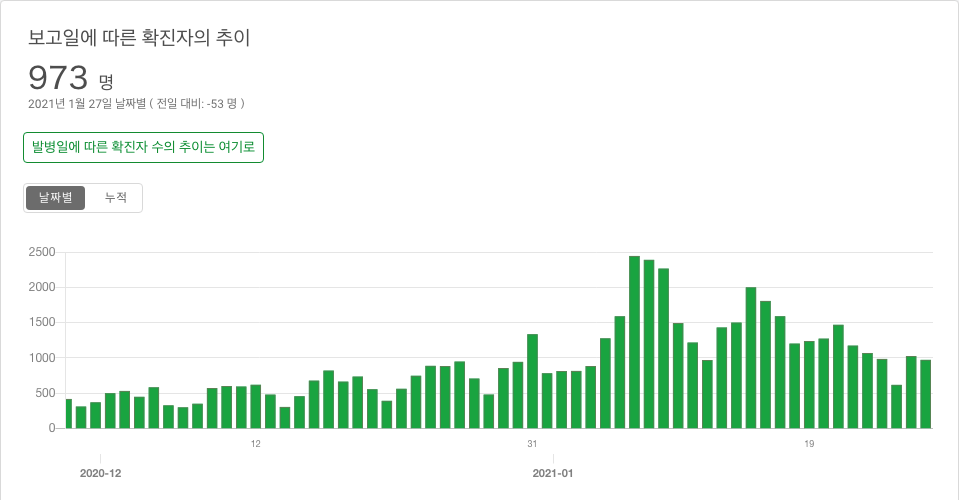 보고일에 따른 확진자의 추이
973 명
2021년 1월 27일 날짜별 ( 전일 대비: -53 명 )
발병일에 따른 확진자 수의 추이는 여기로
날짜별 누적
2500
2000
1500
1000
500
0
12 31 19
2020-12 2021-01